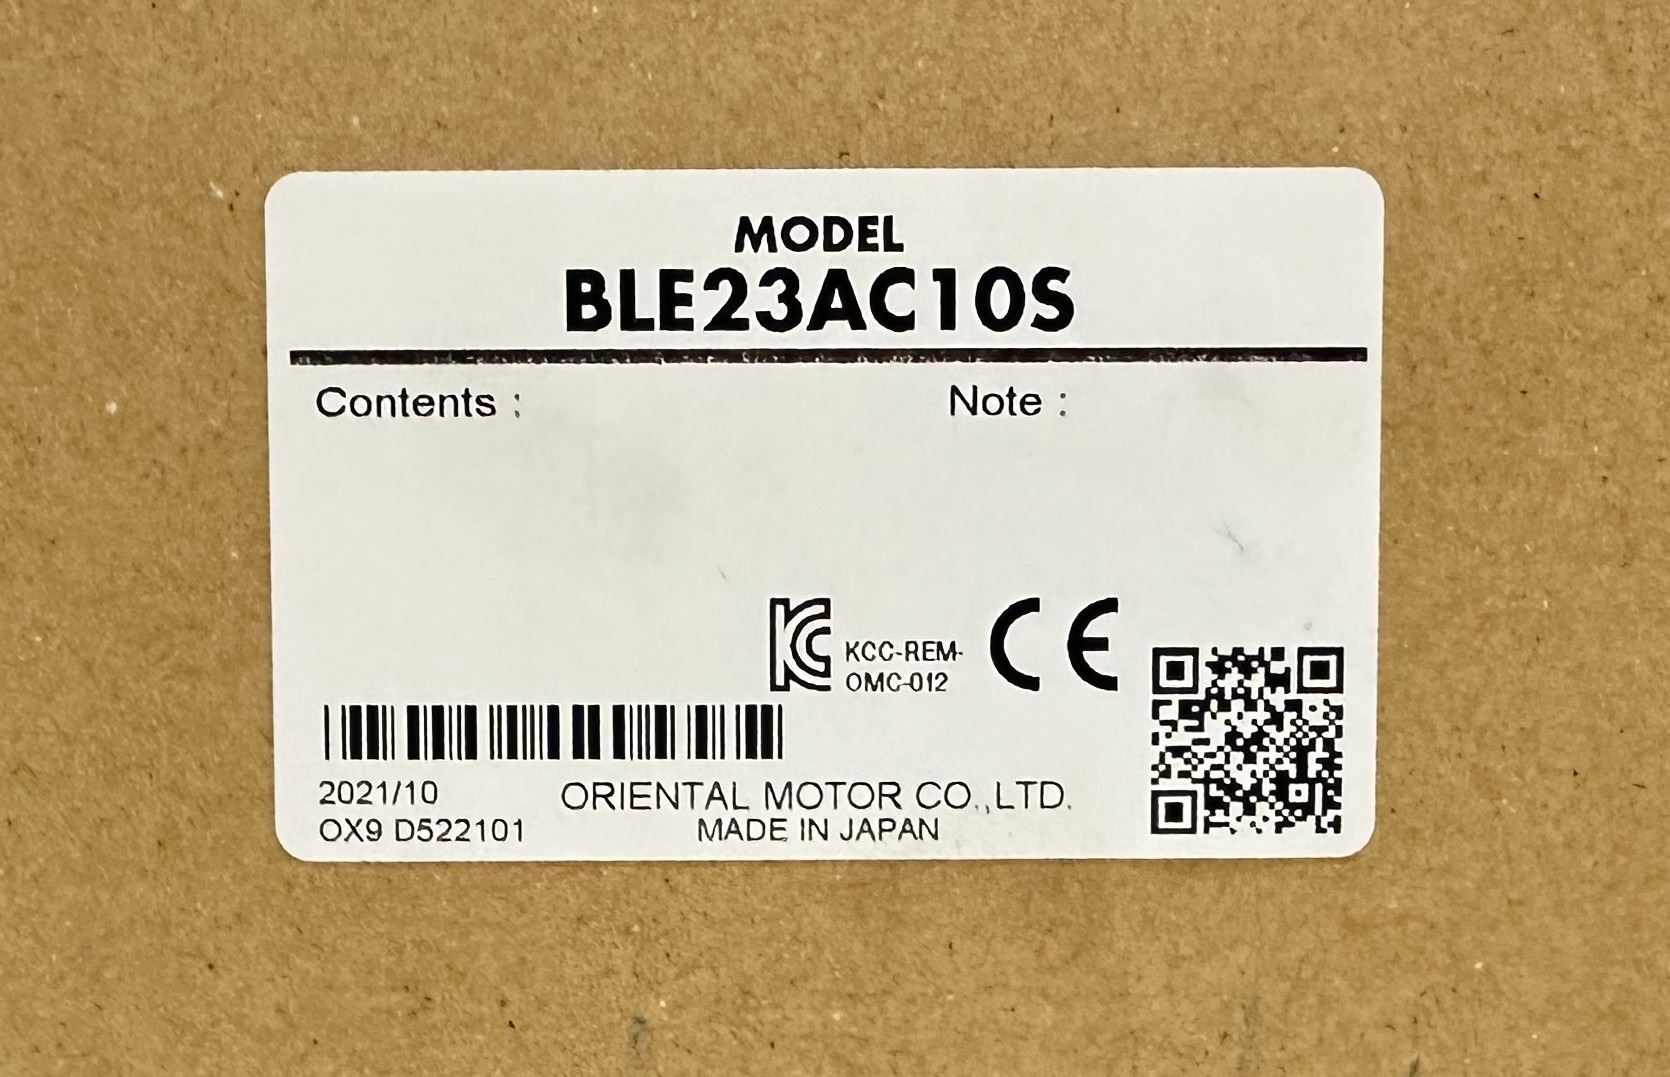 MODEL
BLE23AC10S
Contents :
Note :
KCC-REM-
OMC-012
CE
2021/10
OX9 D522101
ORIENTAL MOTOR CO.,LTD.
MADE IN JAPAN